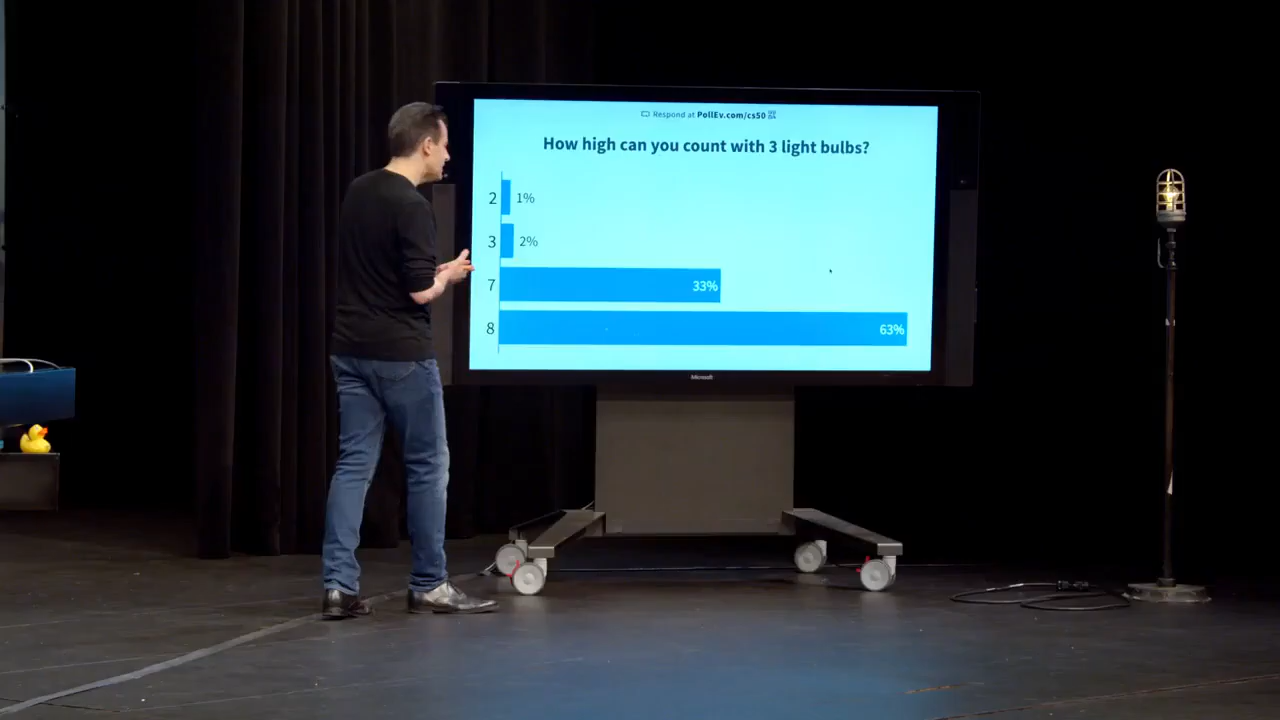 Respond at PollEv.com/cs50
How high can you count with 3 light bulbs?
2 1%
3 2%
7 33%
8 63%
Microsoft